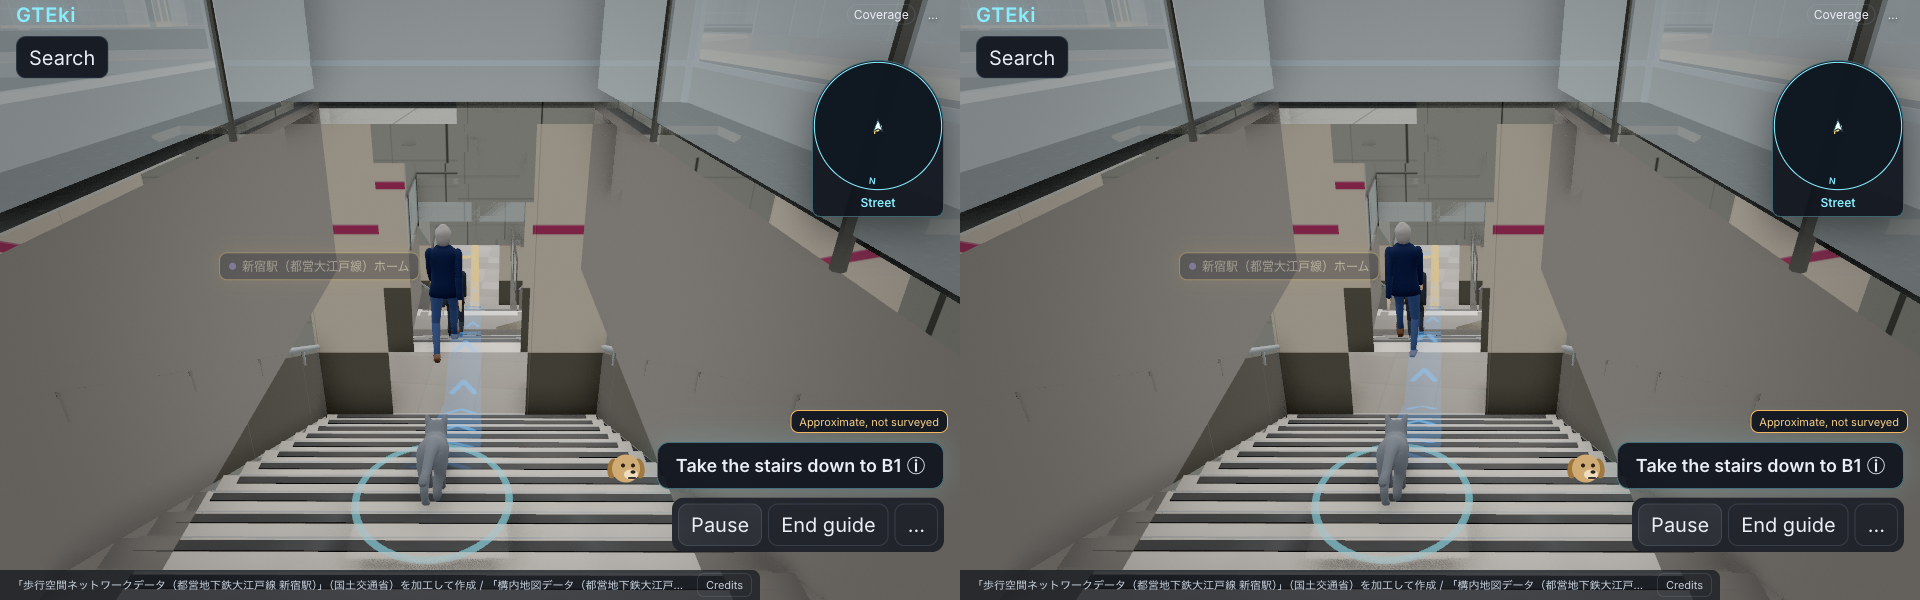 GTEki
Coverage
...
Search
N
Street
新宿駅（都営大江戸線）ホーム
Approximate, not surveyed
Take the stairs down to B1 ⓘ
Pause
End guide
...
「歩行空間ネットワークデータ（都営地下鉄大江戸線 新宿駅）」（国土交通省）を加工して作成 / 「構内地図データ（都営地下鉄大江戸...
Credits
GTEki
Coverage
...
Search
N
Street
新宿駅（都営大江戸線）ホーム
Approximate, not surveyed
Take the stairs down to B1 ⓘ
Pause
End guide
...
「歩行空間ネットワークデータ（都営地下鉄大江戸線 新宿駅）」（国土交通省）を加工して作成 / 「構内地図データ（都営地下鉄大江戸...
Credits